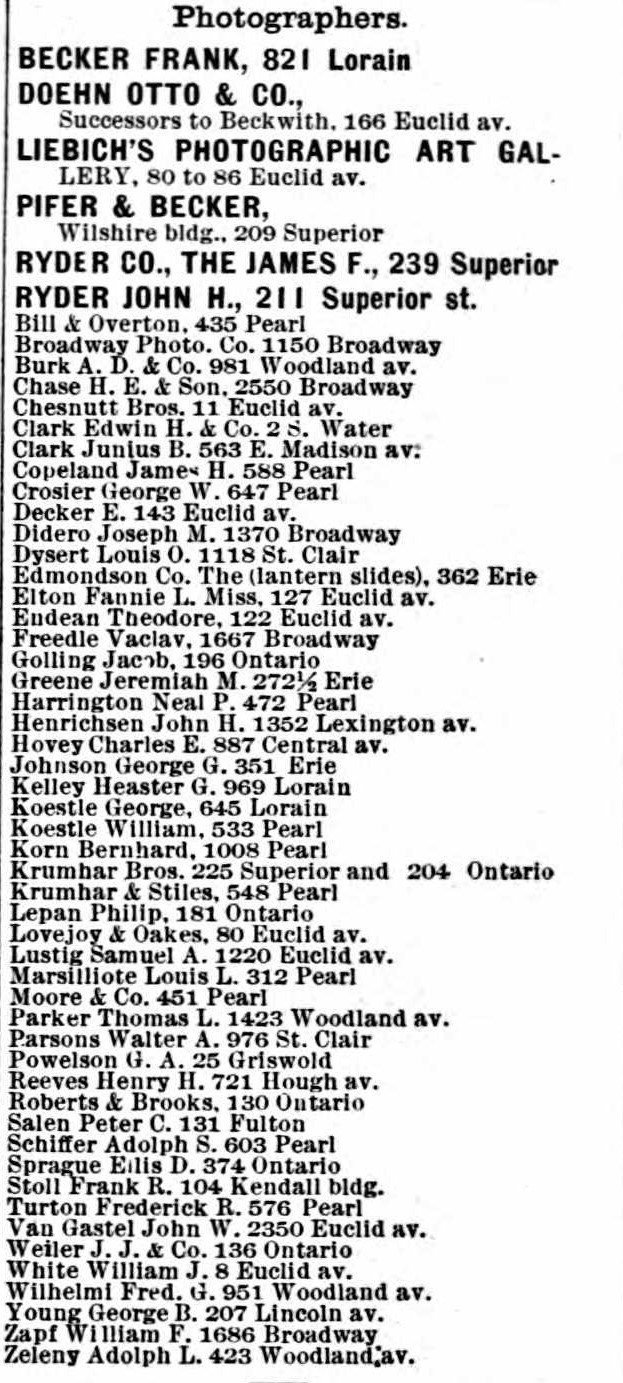 Photographers.
BECKER FRANK, 821 Lorain
DOEHN OTTO & CO.,
Successors to Beckwith, 166 Euclid av.
LIEBICH'S PHOTOGRAPHIC ART GAL-
LERY, 80 to 86 Euclid av.
PIFER & BECKER,
Wilshire bldg., 209 Superior
RYDER CO., THE JAMES F., 239 Superior
RYDER JOHN H., 211 Superior st.
Bill & Overton, 435 Pearl
Broadway Photo. Co. 1150 Broadway
Burk A. D. & Co. 981 Woodland av.
Chase H. E. & Son, 2550 Broadway
Chesnutt Bros. 11 Euclid av.
Clark Edwin H. & Co. 2 S. Water
Clark Junius B. 563 E. Madison av.
Copeland James H. 588 Pearl
Crosier George W. 647 Pearl
Decker E. 143 Euclid av.
Didero Joseph M. 1370 Broadway
Dysert Louis O. 1118 St. Clair
Edmondson Co. The (lantern slides), 362 Erie
Elton Fannie L. Miss, 127 Euclid av.
Endean Theodore, 122 Euclid av.
Freedle Vaclav, 1667 Broadway
Golling Jacob, 196 Ontario
Greene Jeremiah M. 272½ Erie
Harrington Neal P. 472 Pearl
Henrichsen John H. 1352 Lexington av.
Hovey Charles E. 887 Central av.
Johnson George G. 351 Erie
Kelley Heaster G. 969 Lorain
Koestle George, 645 Lorain
Koestle William, 533 Pearl
Korn Bernhard, 1008 Pearl
Krumhar Bros. 225 Superior and 204 Ontario
Krumhar & Stiles, 548 Pearl
Lepan Philip, 181 Ontario
Lovejoy & Oakes, 80 Euclid av.
Lustig Samuel A. 1220 Euclid av.
Marsilliote Louis L. 312 Pearl
Moore & Co. 451 Pearl
Parker Thomas L. 1423 Woodland av.
Parsons Walter A. 976 St. Clair
Powelson G. A. 25 Griswold
Reeves Henry H. 721 Hough av.
Roberts & Brooks, 130 Ontario
Salen Peter C. 131 Fulton
Schiffer Adolph S. 603 Pearl
Sprague Ellis D. 374 Ontario
Stoll Frank R. 104 Kendall bldg.
Turton Frederick R. 576 Pearl
Van Gastel John W. 2350 Euclid av.
Weiler J. J. & Co. 136 Ontario
White William J. 8 Euclid av.
Wilhelmi Fred. G. 951 Woodland av.
Young George B. 207 Lincoln av.
Zapf William F. 1686 Broadway
Zeleny Adolph L. 423 Woodland av.